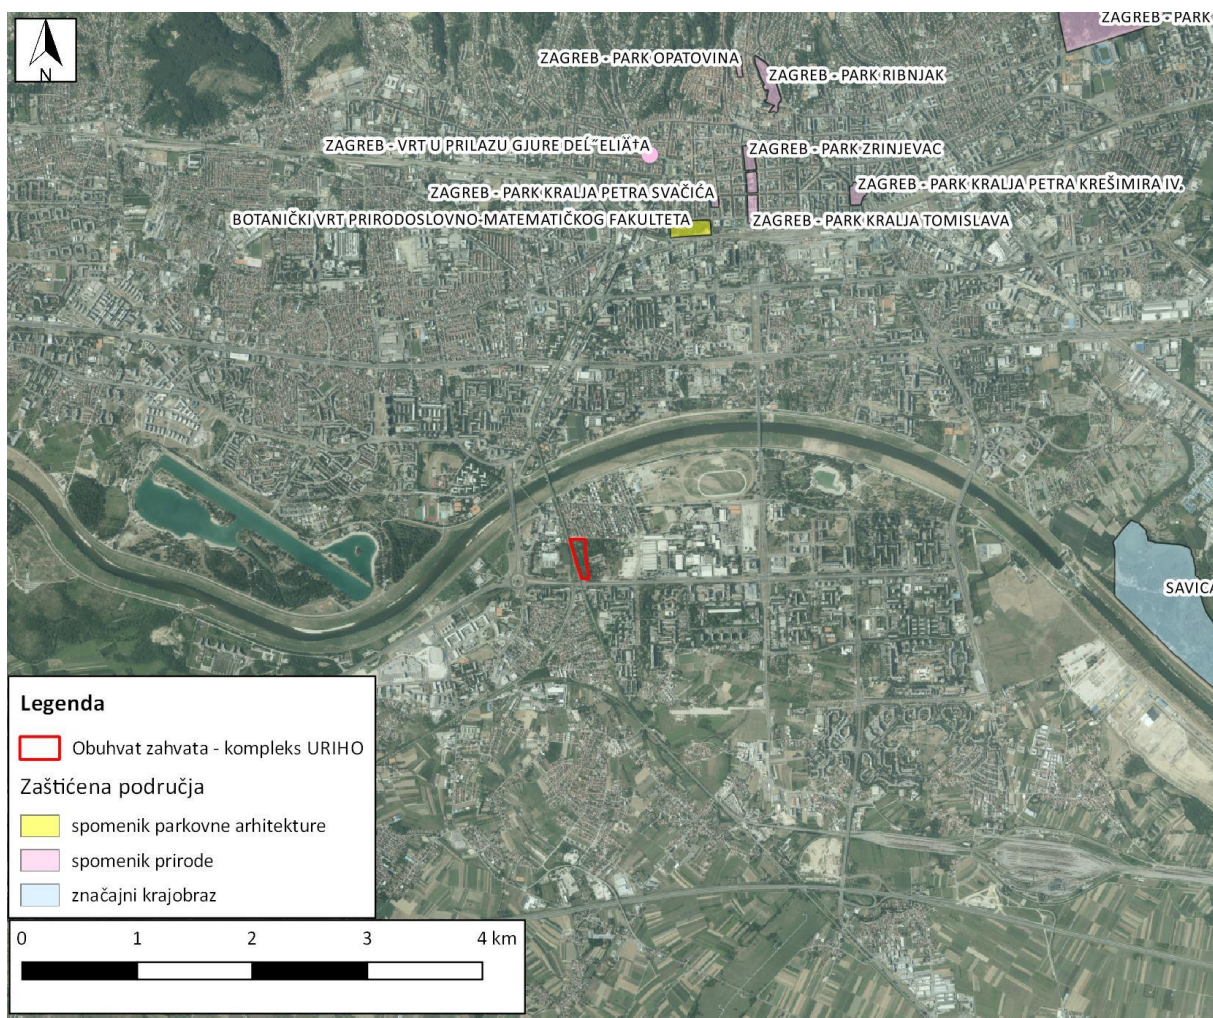 ZAGREB - PARK
ZAGREB - PARK OPATOVINA
ZAGREB - PARK RIBNJAK
ZAGREB - VRT U PRILAZU GJURE DEĹ˝ELIÄ‡A
ZAGREB - PARK ZRINJEVAC
ZAGREB - PARK KRALJA PETRA SVAČIĆA
ZAGREB - PARK KRALJA PETRA KREŠIMIRA IV.
BOTANIČKI VRT PRIRODOSLOVNO-MATEMATIČKOG FAKULTETA
ZAGREB - PARK KRALJA TOMISLAVA
SAVICA
N
Legenda
Obuhvat zahvata - kompleks URIHO
Zaštićena područja
spomenik parkovne arhitekture
spomenik prirode
značajni krajobraz
0 1 2 3 4 km